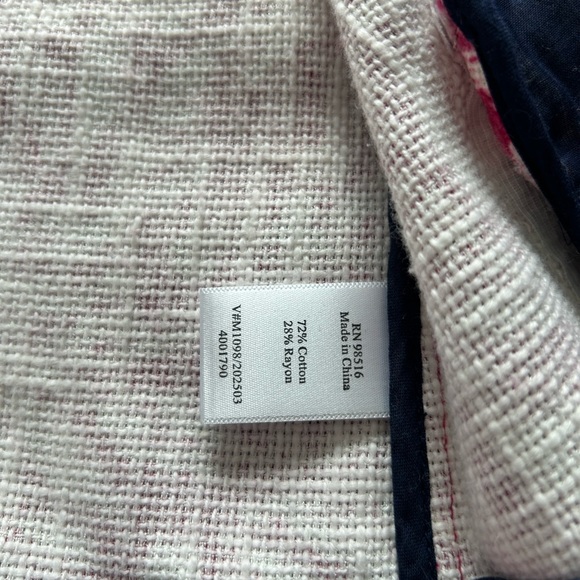 RN 98516
Made in China
72% Cotton
28% Rayon
V#M1098/202503
4001790